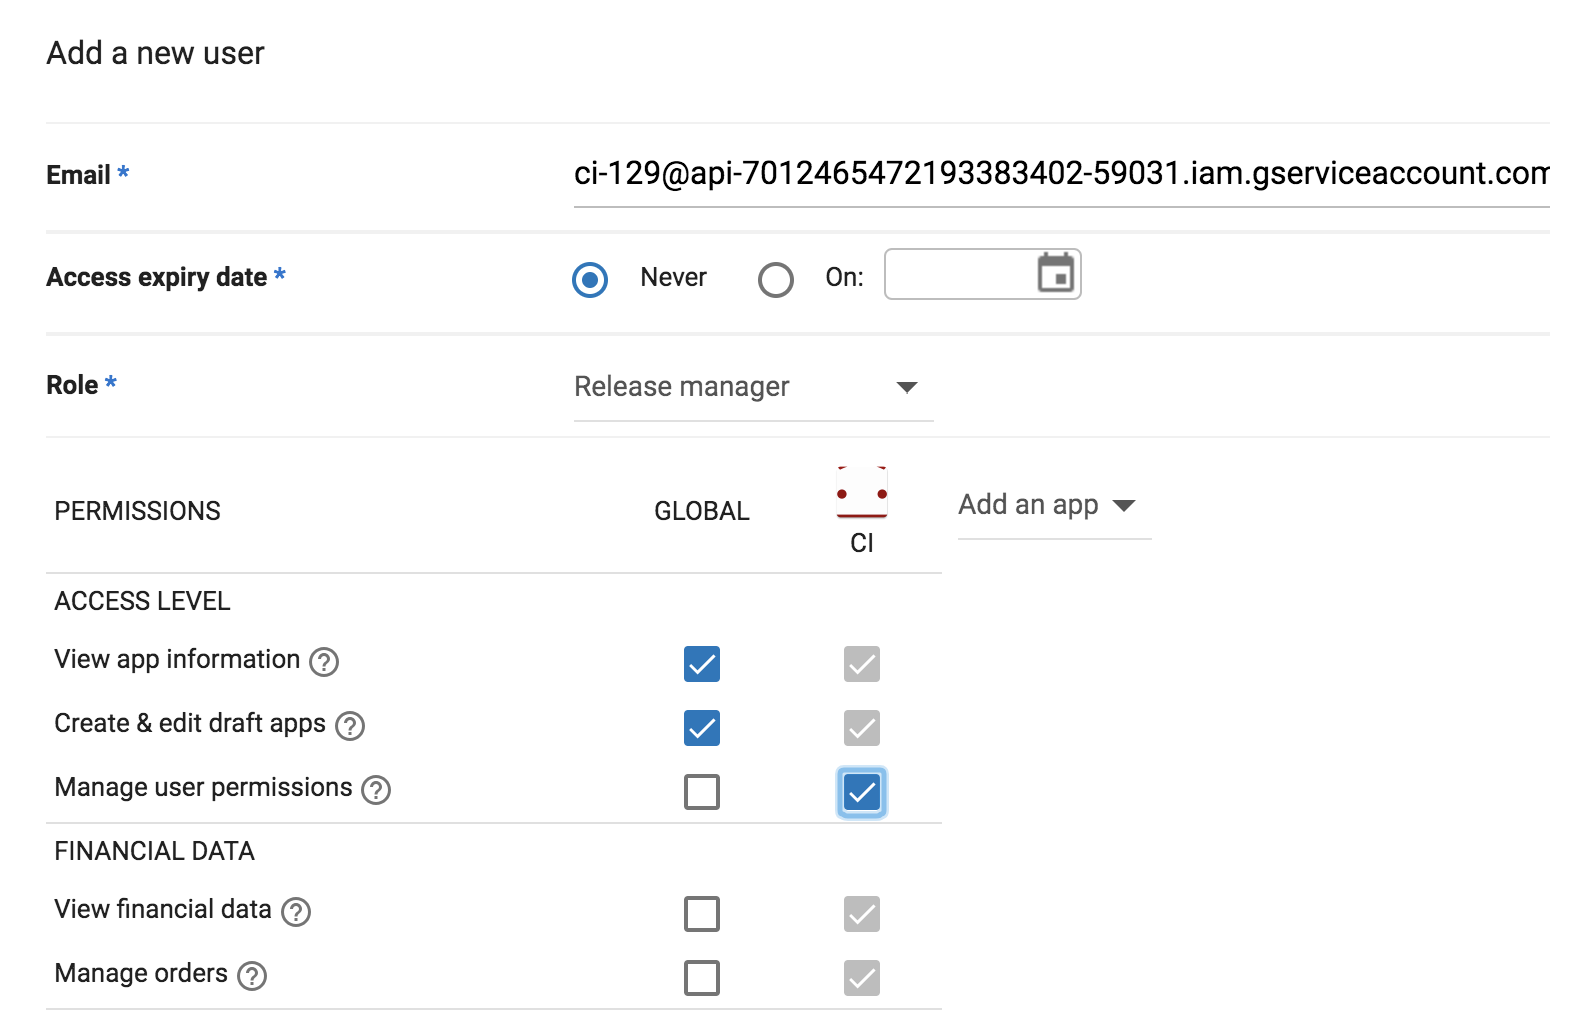 Add a new user
Email *
ci-129@api-7012465472193383402-59031.iam.gserviceaccount.com
Access expiry date *
Never
On:
Role *
Release manager
PERMISSIONS
GLOBAL
CI
Add an app
ACCESS LEVEL
View app information ?
Create & edit draft apps ?
Manage user permissions ?
FINANCIAL DATA
View financial data ?
Manage orders ?